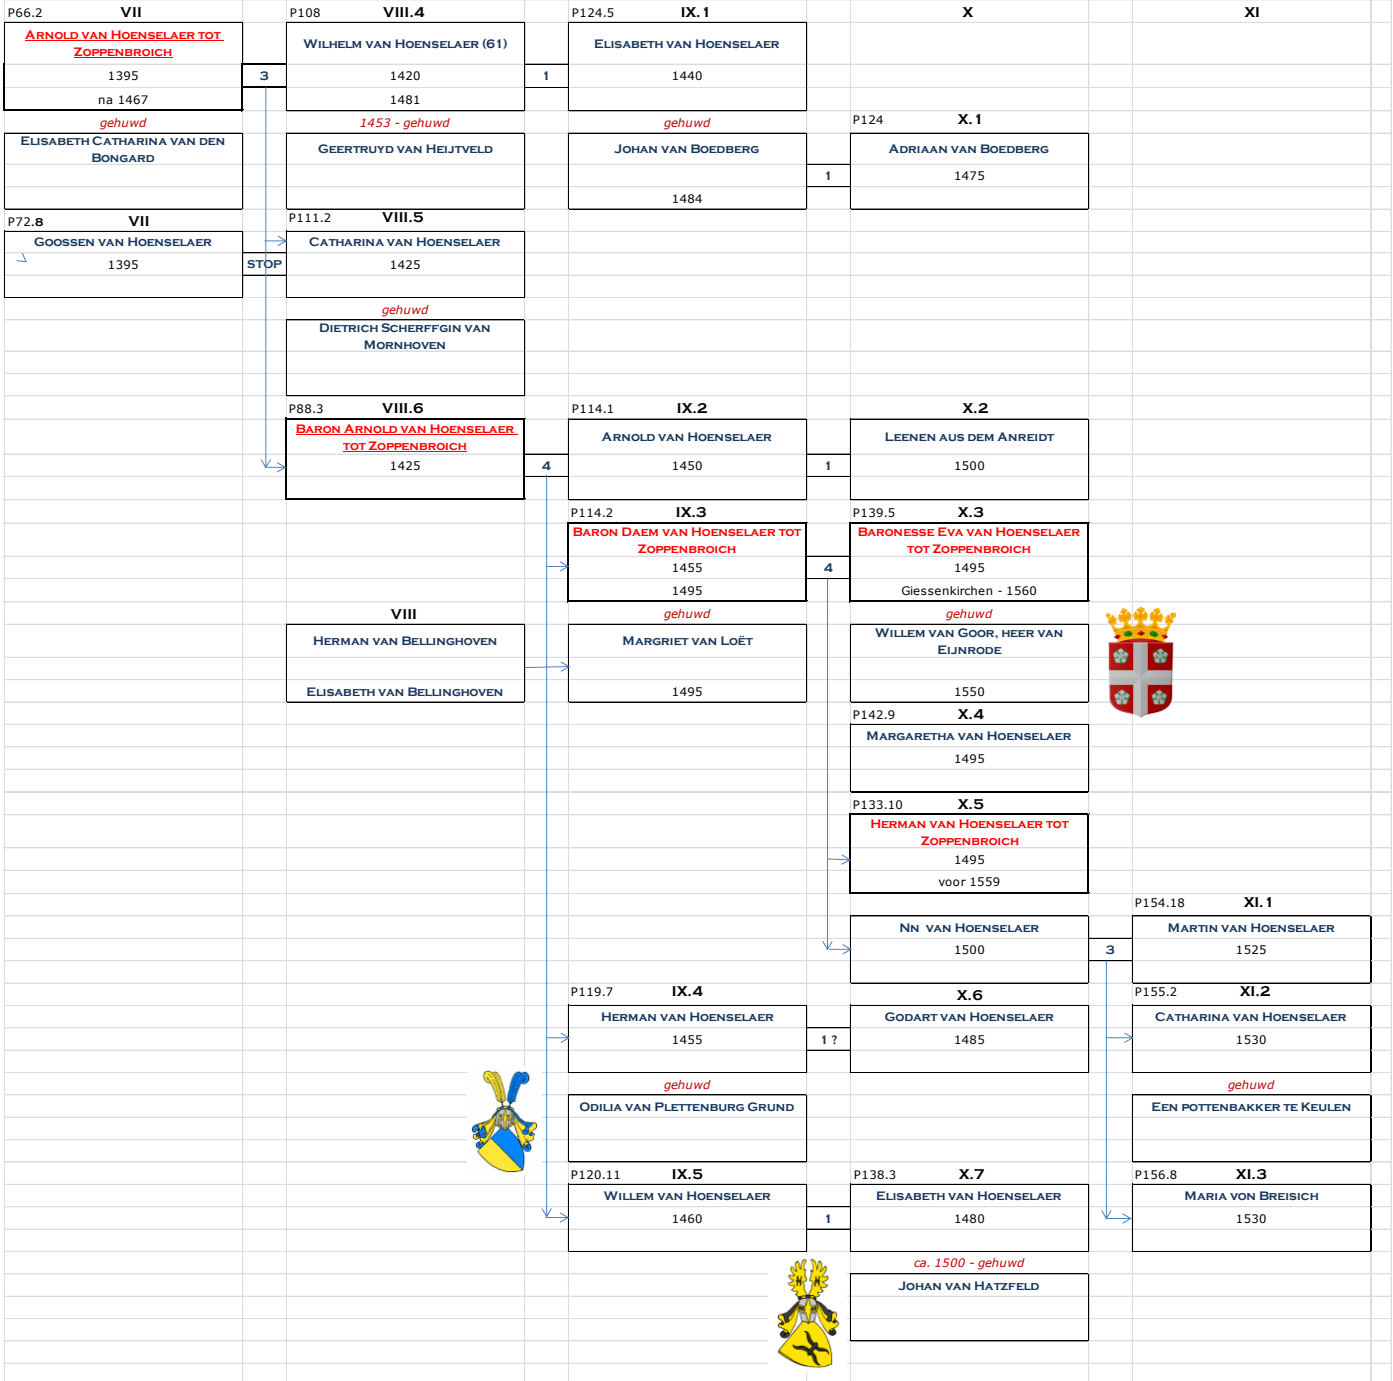 P66.2 VII P108 VIII.4 P124.5 IX.1 X XI
ARNOLD VAN HOENSELAER TOT
ZOPPENBROICH
WILHELM VAN HOENSELAER (61)
ELISABETH VAN HOENSELAER
1395 3 1420 1 1440
na 1467 1481
gehuwd 1453 - gehuwd gehuwd P124 X.1
ELISABETH CATHARINA VAN DEN
BONGARD
GEERTRUYD VAN HEIJTVELD
JOHAN VAN BOEDBERG
ADRIAAN VAN BOEDBERG
1 1475
1484
P72.8 VII P111.2 VIII.5
GOOSSEN VAN HOENSELAER CATHARINA VAN HOENSELAER
1395 STOP 1425
gehuwd
DIETRICH SCHERFFGIN VAN
MORNHOVEN
P88.3 VIII.6 P114.1 IX.2 X.2
BARON ARNOLD VAN HOENSELAER
TOT ZOPPENBROICH
ARNOLD VAN HOENSELAER
LEENEN AUS DEM ANREIDT
1425 4 1450 1 1500
P114.2 IX.3 P139.5 X.3
BARON DAEM VAN HOENSELAER TOT
ZOPPENBROICH
BARONESSE EVA VAN HOENSELAER
TOT ZOPPENBROICH
1455 4 1495
1495 Giessenkirchen - 1560
VIII gehuwd gehuwd
HERMAN VAN BELLINGHOVEN
MARGRIET VAN LOËT
WILLEM VAN GOOR, HEER VAN
EIJNRODE
ELISABETH VAN BELLINGHOVEN 1495 1550
P142.9 X.4
MARGARETHA VAN HOENSELAER
1495
P133.10 X.5
HERMAN VAN HOENSELAER TOT
ZOPPENBROICH
1495
voor 1559
P154.18 XI.1
NN VAN HOENSELAER MARTIN VAN HOENSELAER
1500 3 1525
P119.7 IX.4 X.6 P155.2 XI.2
HERMAN VAN HOENSELAER GODART VAN HOENSELAER CATHARINA VAN HOENSELAER
1455 1 ? 1485 1530
gehuwd gehuwd
ODILIA VAN PLETTENBURG GRUND EEN POTTENBAKKER TE KEULEN
P120.11 IX.5 P138.3 X.7 P156.8 XI.3
WILLEM VAN HOENSELAER ELISABETH VAN HOENSELAER MARIA VON BREISICH
1460 1 1480 1530
ca. 1500 - gehuwd
JOHAN VAN HATZFELD